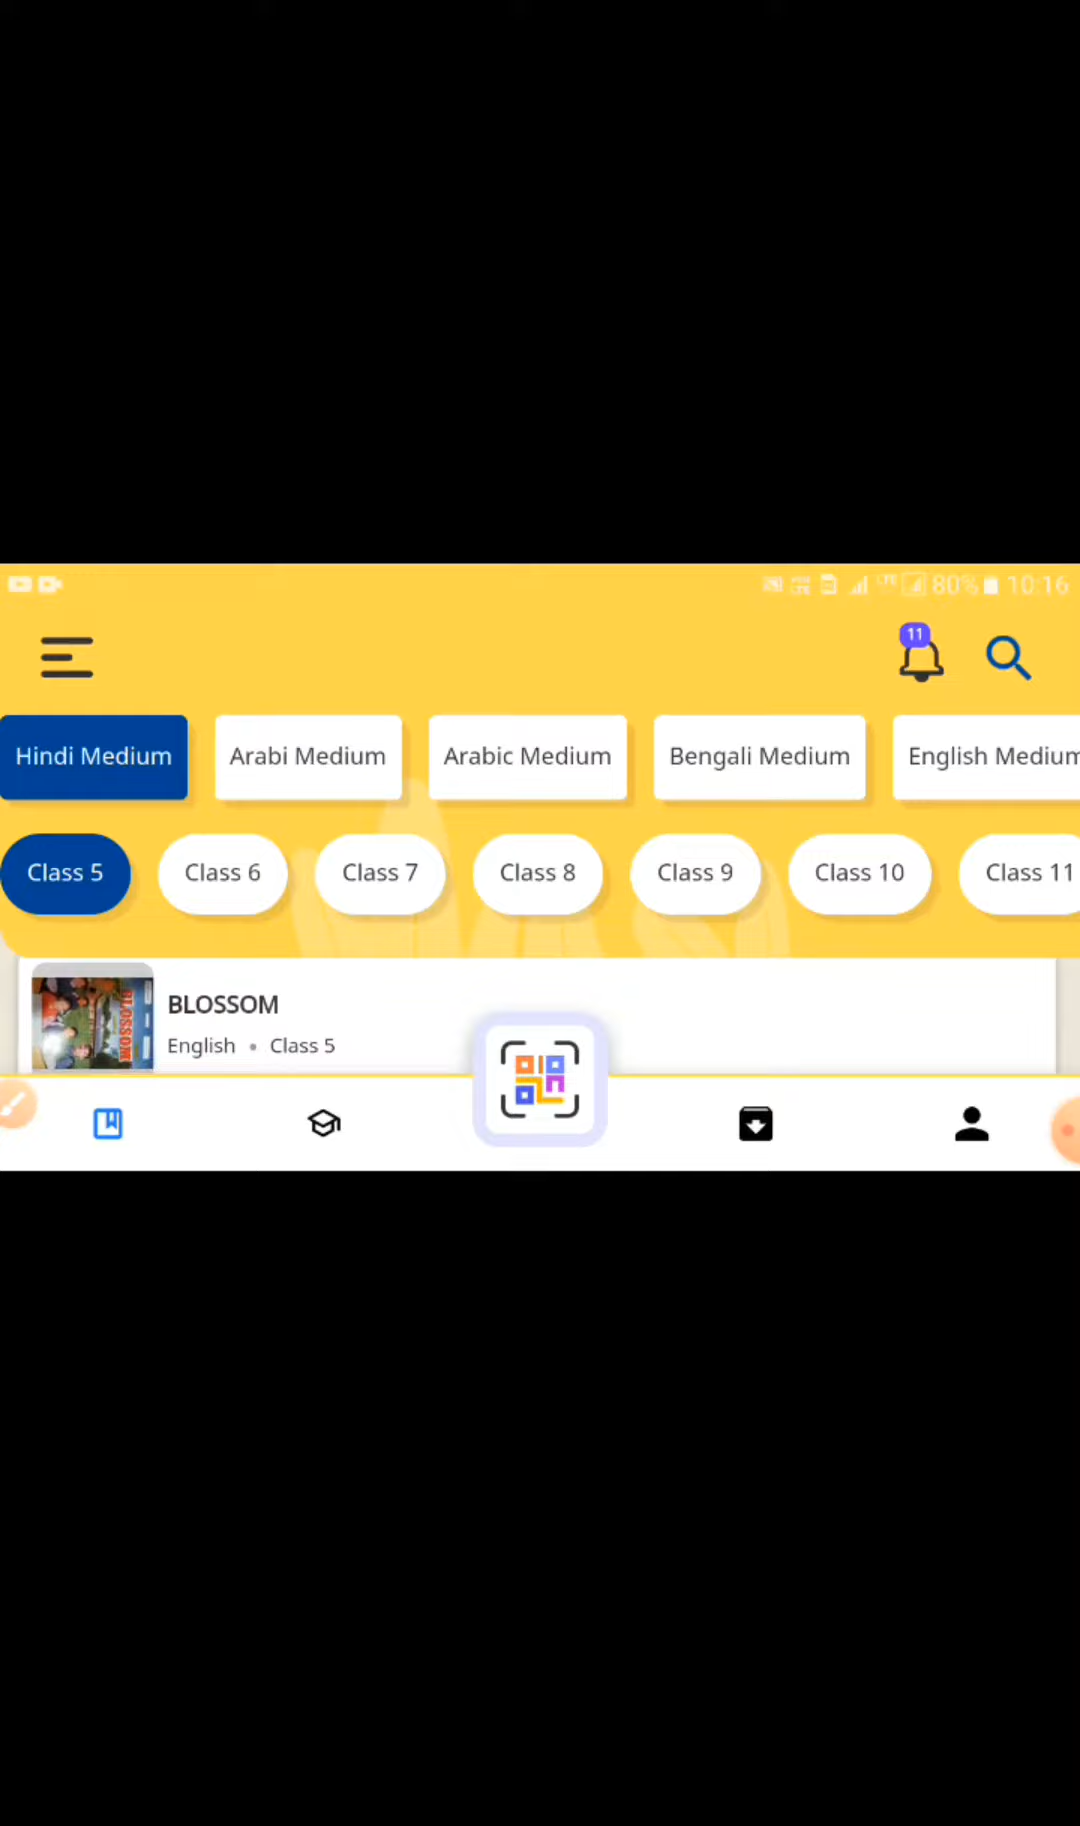 80% 10:16
11
Hindi Medium Arabi Medium Arabic Medium Bengali Medium English Medium
Class 5 Class 6 Class 7 Class 8 Class 9 Class 10 Class 11
BLOSSOM
BLOSSOM
English • Class 5